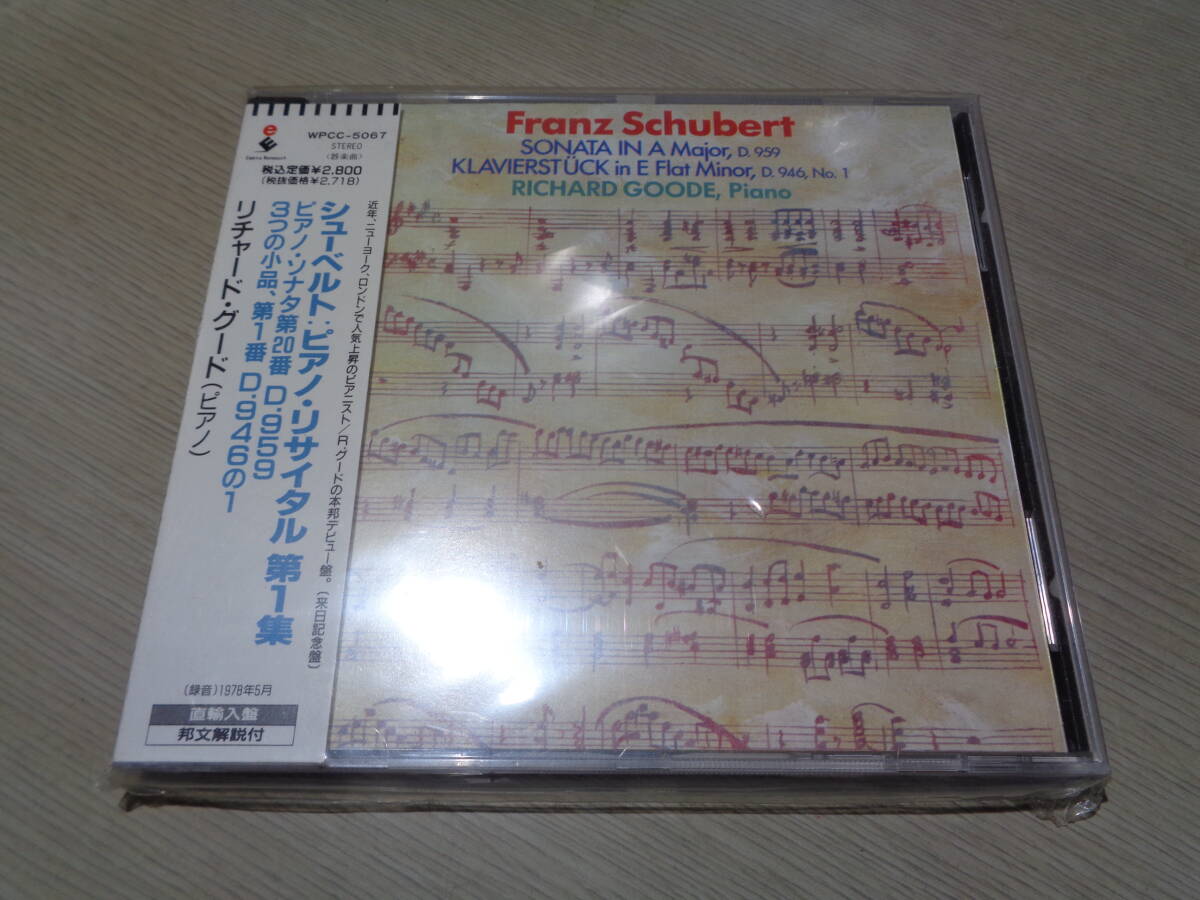 WPCC-5067
STEREO
(器楽曲)
税込定価¥2,800
(税抜価格¥2,718)
近年、ニューヨーク、ロンドンで人気上昇のピアニスト/R.グードの本邦デビュー盤。(来日記念盤)
シューベルト:ピアノ・リサイタル 第1集
ピアノ・ソナタ第20番 D.959
3つの小品、第1番 D.946の1
リチャード・グード(ピアノ)
(録音)1978年5月
直輸入盤
邦文解説付
Franz Schubert
SONATA IN A Major, D. 959
KLAVIERSTÜCK in E Flat Minor, D. 946, No. 1
RICHARD GOODE, Piano